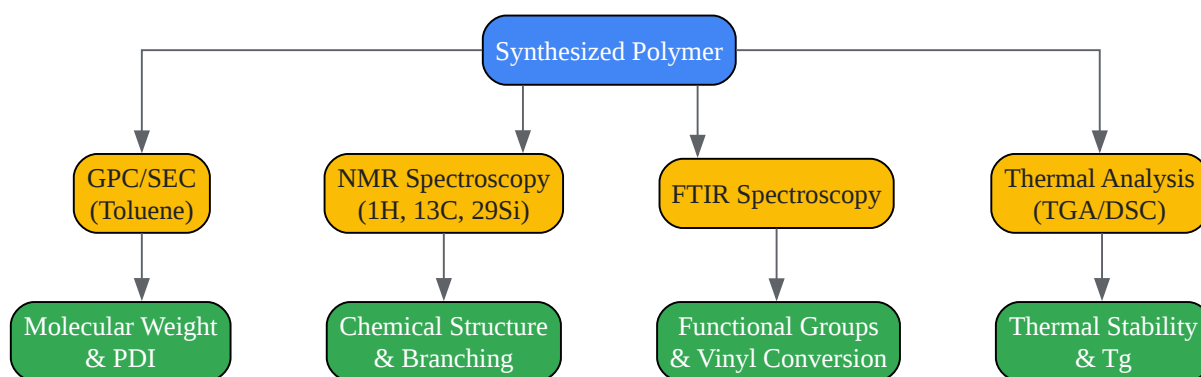 Synthesized Polymer
GPC/SEC
(Toluene)
NMR Spectroscopy
(1H, 13C, 29Si)
FTIR Spectroscopy
Thermal Analysis
(TGA/DSC)
Molecular Weight
& PDI
Chemical Structure
& Branching
Functional Groups
& Vinyl Conversion
Thermal Stability
& Tg